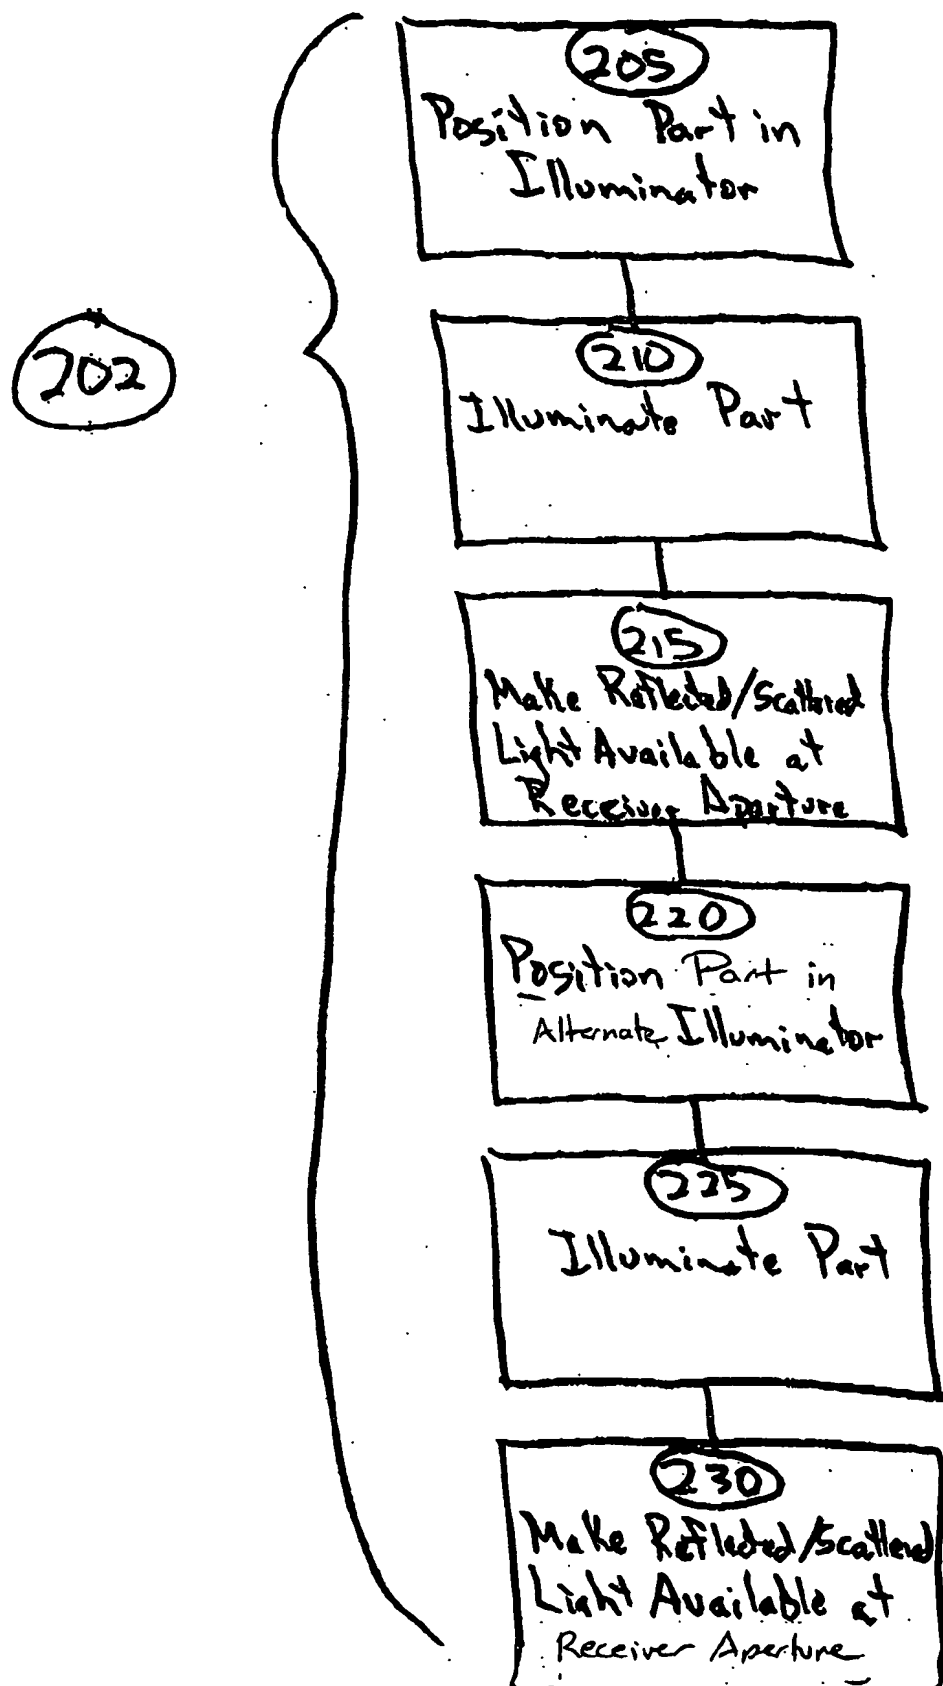 205
Position Part in
Illuminator
202
210
Illuminate Part
215
Make Reflected/Scattered
Light Available at
Receiver Aperture
220
Position Part in
Alternate Illuminator
225
Illuminate Part
230
Make Reflected/Scattered
Light Available at
Receiver Aperture